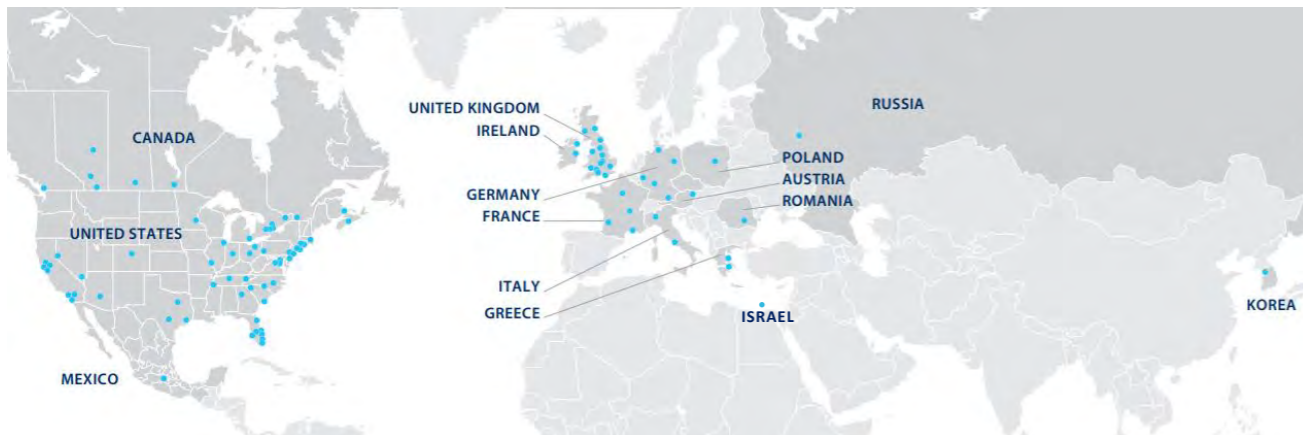 CANADA
UNITED STATES
MEXICO
UNITED KINGDOM
IRELAND
GERMANY
FRANCE
ITALY
GREECE
POLAND
AUSTRIA
ROMANIA
ISRAEL
RUSSIA
KOREA